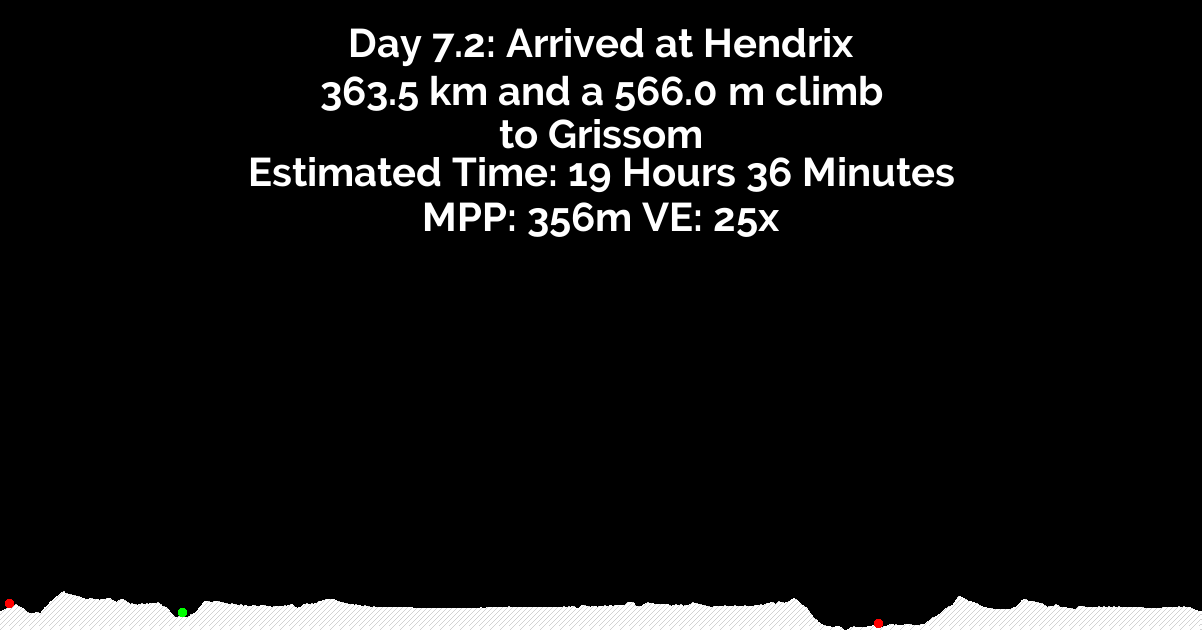 Day 7.2: Arrived at Hendrix
363.5 km and a 566.0 m climb
to Grissom
Estimated Time: 19 Hours 36 Minutes
MPP: 356m VE: 25x